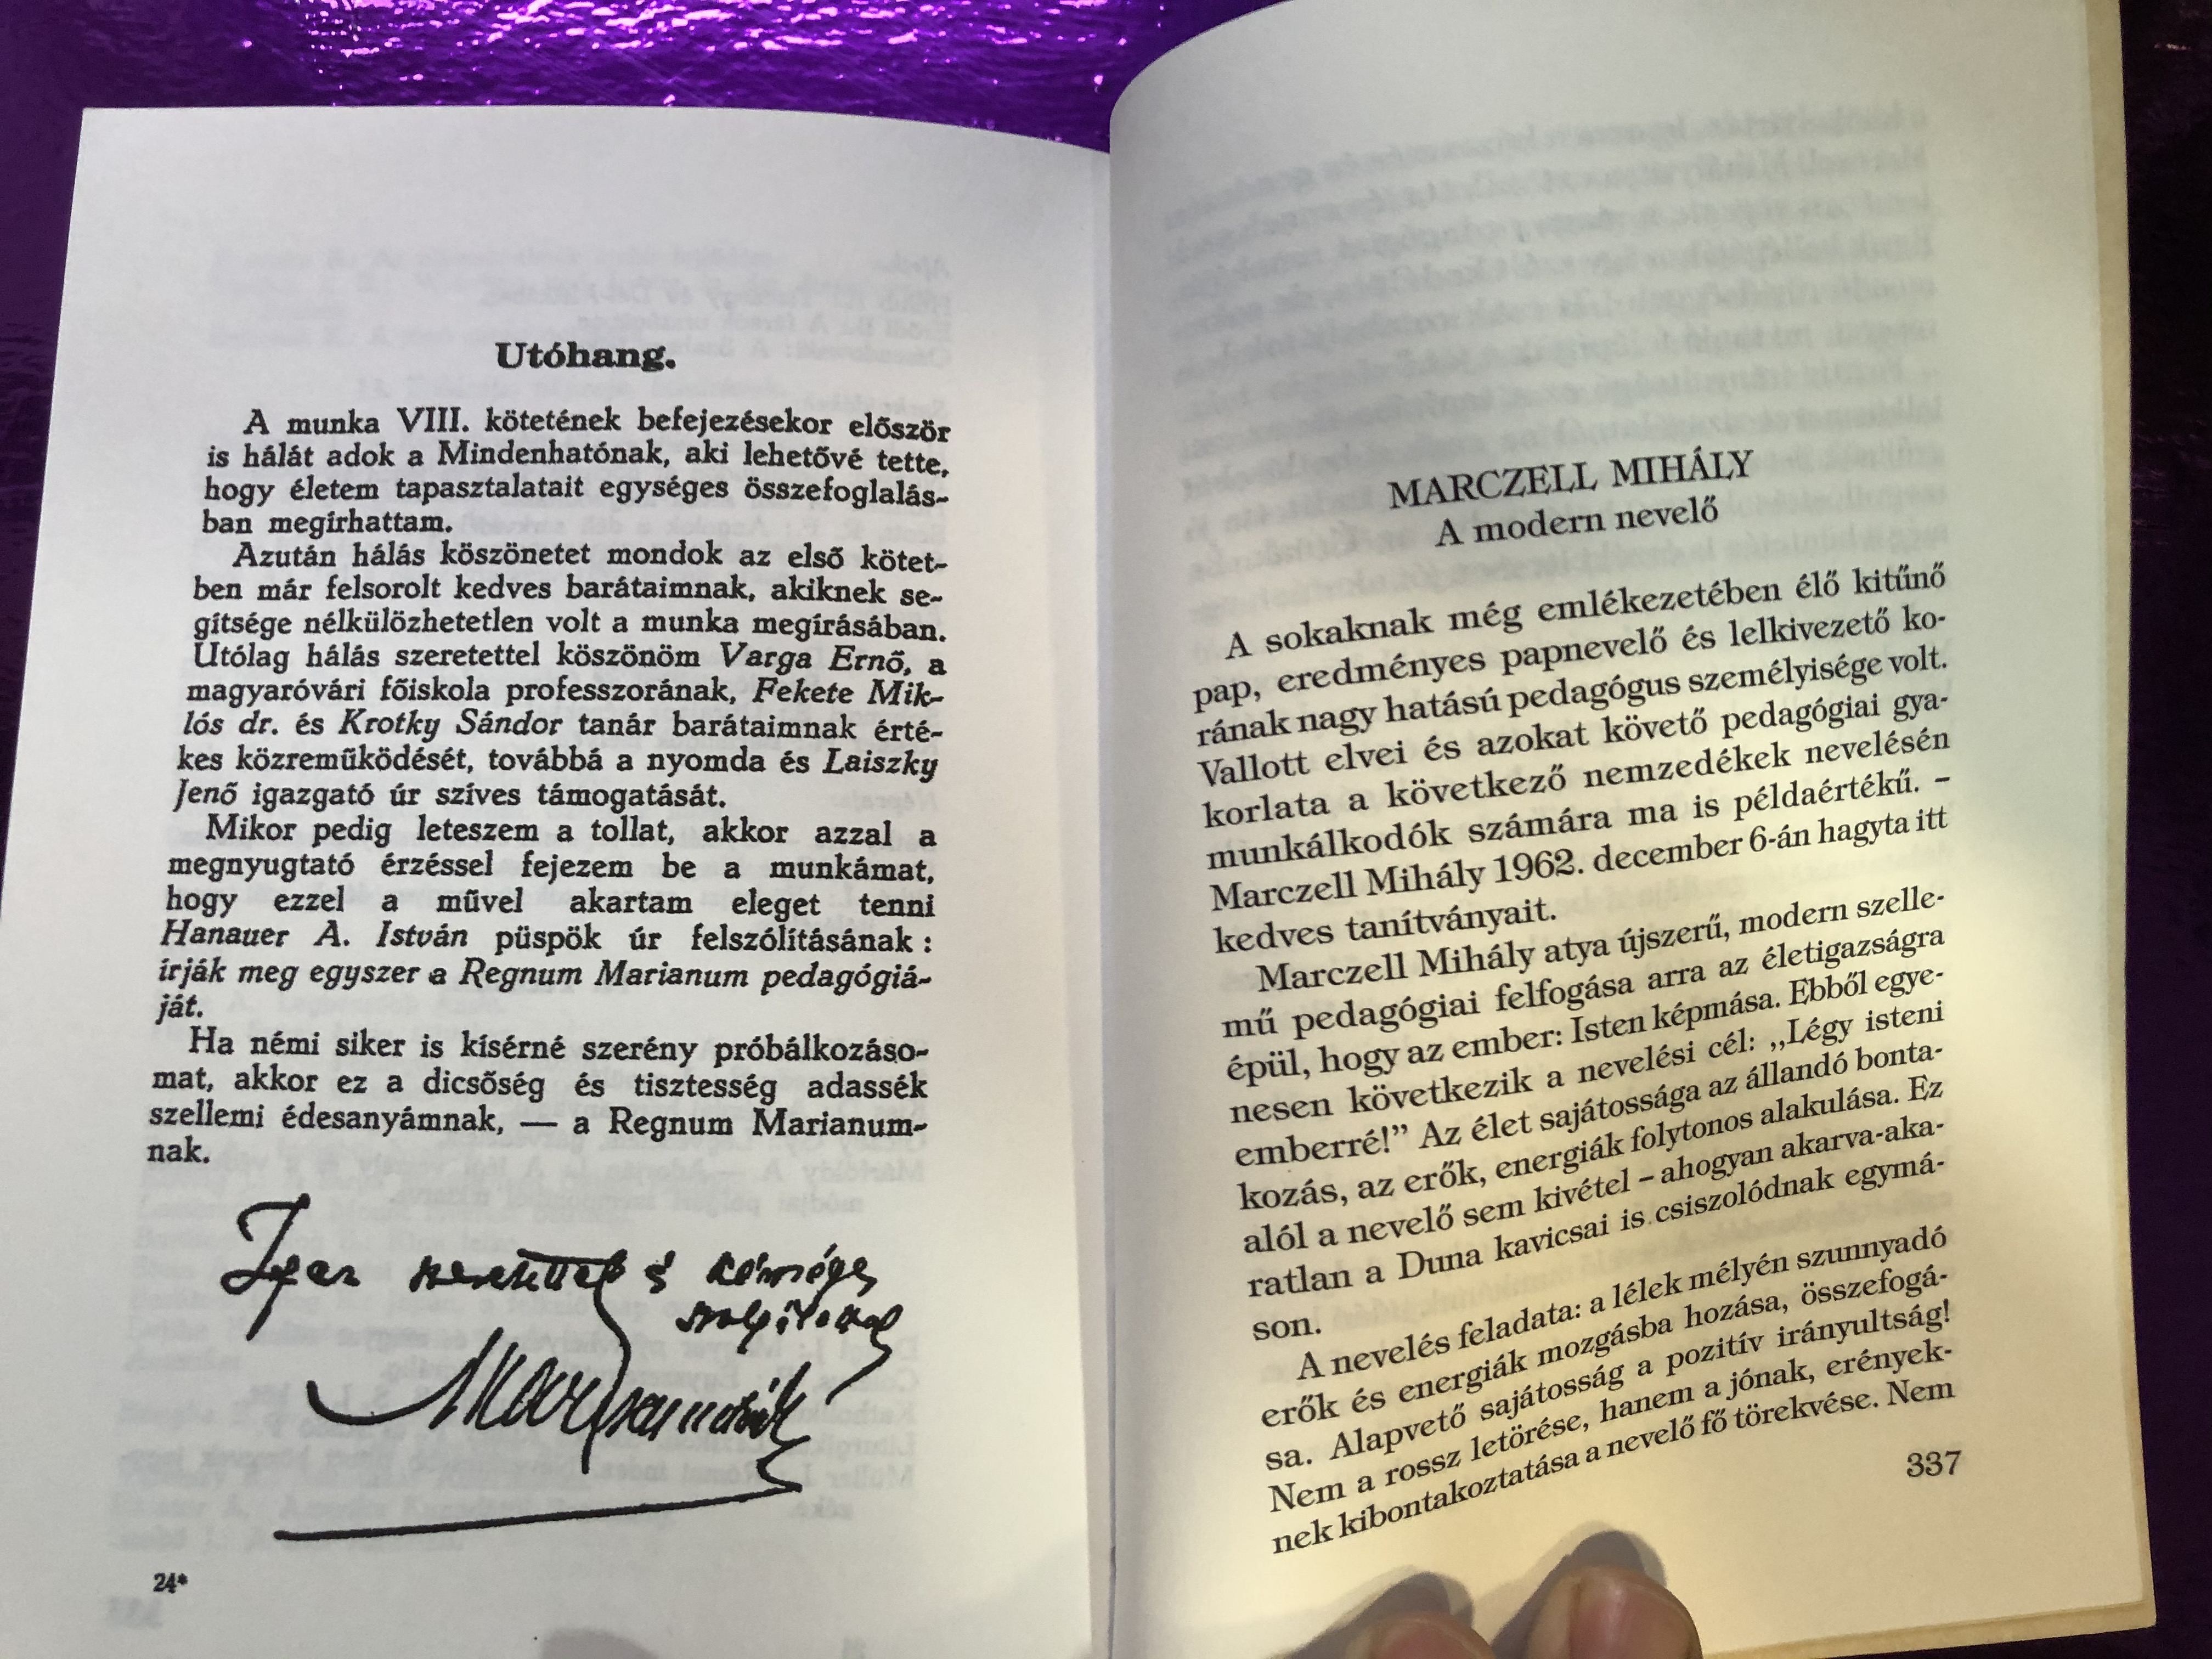 Utóhang.
A munka VIII. kötetének befejezésekor először
is hálát adok a Mindenhatónak, aki lehetővé tette,
hogy életem tapasztalatait egységes összefoglalás-
ban megírhattam.
Azután hálás köszönetet mondok az első kötet-
ben már felsorolt kedves barátaimnak, akiknek se-
gítsége nélkülözhetetlen volt a munka megírásában.
Utólag hálás szeretettel köszönöm Varga Ernő, a
magyaróvári főiskola professzorának, Fekete Mik-
lós dr. és Krotky Sándor tanár barátaimnak érté-
kes közreműködését, továbbá a nyomda és Laiszky
Jenő igazgató úr szíves támogatását.
Mikor pedig leteszem a tollat, akkor azzal a
megnyugtató érzéssel fejezem be a munkámat,
hogy ezzel a művel akartam eleget tenni
Hanauer A. István püspök úr felszólításának :
írják meg egyszer a Regnum Marianum pedagógiá-
ját.
Ha némi siker is kísérné szerény próbálkozáso-
mat, akkor ez a dicsőség és tisztesség adassék
szellemi édesanyámnak, — a Regnum Marianum-
nak.
Igaz szeretettel s
24*
MARCZELL MIHÁLY
A modern nevelő
A sokaknak még emlékezetében élő kitűnő
pap, eredményes papnevelő és lelkivezető ko-
rának nagy hatású pedagógus személyisége volt.
Vallott elvei és azokat követő pedagógiai gya-
korlata a következő nemzedékek nevelésén
munkálkodók számára ma is példaértékű. –
Marczell Mihály 1962. december 6-án hagyta itt
kedves tanítványait.
Marczell Mihály atya újszerű, modern szelle-
mű pedagógiai felfogása arra az életigazságra
épül, hogy az ember: Isten képmása. Ebből egye-
nesen következik a nevelési cél: „Légy isteni
emberré!” Az élet sajátossága az állandó bonta-
kozás, az erők, energiák folytonos alakulása. Ez
alól a nevelő sem kivétel – ahogyan akarva-aka-
ratlan a Duna kavicsai is csiszolódnak egymá-
son.
A nevelés feladata: a lélek mélyén szunnyadó
erők és energiák mozgásba hozása, összefogá-
sa. Alapvető sajátosság a pozitív irányultság!
Nem a rossz letörése, hanem a jónak, erények-
nek kibontakoztatása a nevelő fő törekvése. Nem
337